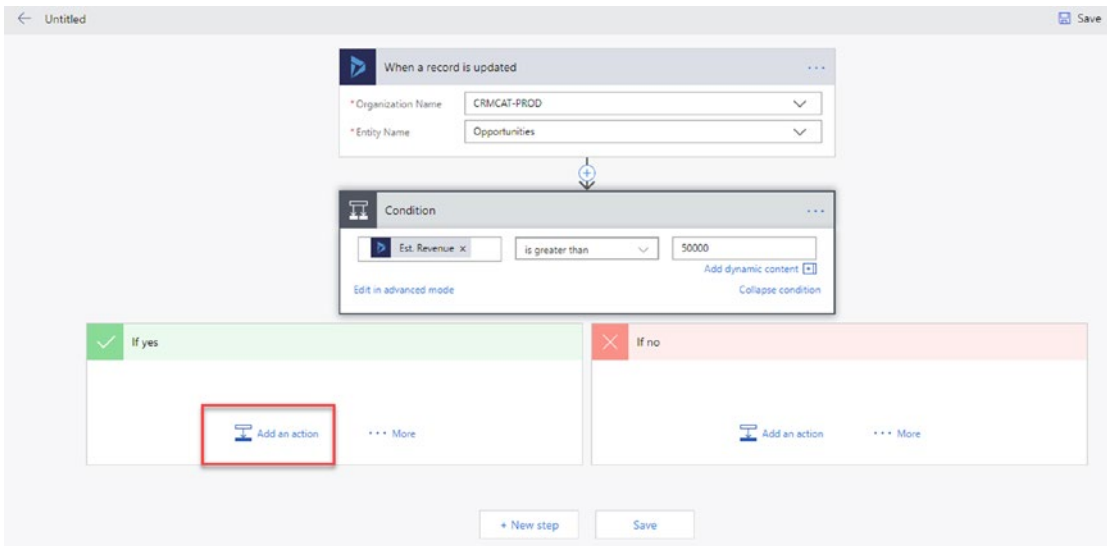 Untitled
Save
When a record is updated
* Organization Name
CRMCAT-PROD
* Entity Name
Opportunities
Condition
Est. Revenue x
is greater than
50000
Add dynamic content
Edit in advanced mode
Collapse condition
If yes
If no
Add an action
More
Add an action
More
+ New step
Save